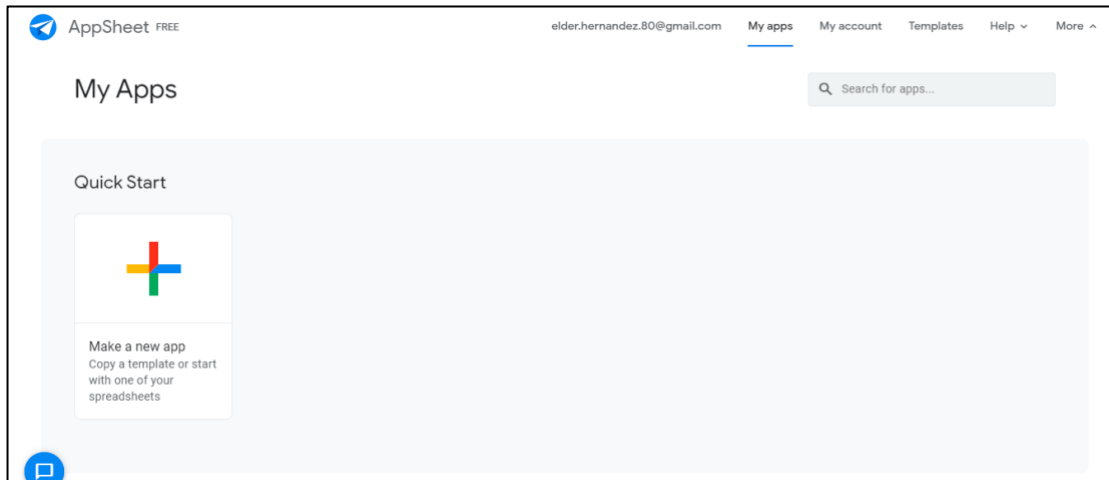 AppSheet FREE
elder.hernandez.80@gmail.com My apps My account Templates Help More
My Apps
Search for apps...
Quick Start
Make a new app
Copy a template or start
with one of your
spreadsheets